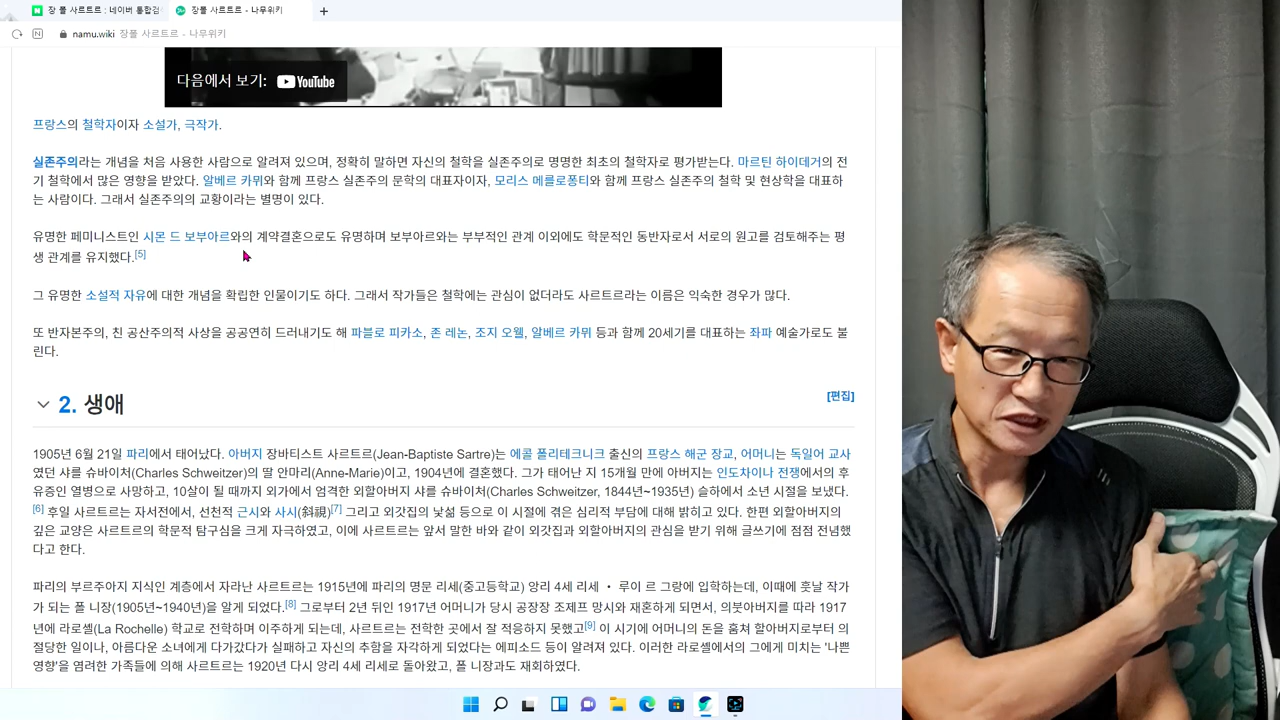 장 폴 사르트르 : 네이버 통합검
장폴 사르트르 - 나무위키
namu.wiki 장폴 사르트르 - 나무위키
다음에서 보기: YouTube
프랑스의 철학자이자 소설가, 극작가.
실존주의라는 개념을 처음 사용한 사람으로 알려져 있으며, 정확히 말하면 자신의 철학을 실존주의로 명명한 최초의 철학자로 평가받는다. 마르틴 하이데거의 전
기 철학에서 많은 영향을 받았다. 알베르 카뮈와 함께 프랑스 실존주의 문학의 대표자이자, 모리스 메를로퐁티와 함께 프랑스 실존주의 철학 및 현상학을 대표하
는 사람이다. 그래서 실존주의의 교황이라는 별명이 있다.
유명한 페미니스트인 시몬 드 보부아르와의 계약결혼으로도 유명하며 보부아르와는 부부적인 관계 이외에도 학문적인 동반자로서 서로의 원고를 검토해주는 평
생 관계를 유지했다.[5]
그 유명한 소설적 자유에 대한 개념을 확립한 인물이기도 하다. 그래서 작가들은 철학에는 관심이 없더라도 사르트르라는 이름은 익숙한 경우가 많다.
또 반자본주의, 친 공산주의적 사상을 공공연히 드러내기도 해 파블로 피카소, 존 레논, 조지 오웰, 알베르 카뮈 등과 함께 20세기를 대표하는 좌파 예술가로도 불
린다.
2. 생애
[편집]
1905년 6월 21일 파리에서 태어났다. 아버지 장바티스트 사르트르(Jean-Baptiste Sartre)는 에콜 폴리테크니크 출신의 프랑스 해군 장교, 어머니는 독일어 교사
였던 샤를 슈바이처(Charles Schweitzer)의 딸 안마리(Anne-Marie)이고, 1904년에 결혼했다. 그가 태어난 지 15개월 만에 아버지는 인도차이나 전쟁에서의 후
유증인 열병으로 사망하고, 10살이 될 때까지 외가에서 엄격한 외할아버지 샤를 슈바이처(Charles Schweitzer, 1844년~1935년) 슬하에서 소년 시절을 보냈다.
[6] 후일 사르트르는 자서전에서, 선천적 근시와 사시(斜視)[7] 그리고 외갓집의 낯섦 등으로 이 시절에 겪은 심리적 부담에 대해 밝히고 있다. 한편 외할아버지의
깊은 교양은 사르트르의 학문적 탐구심을 크게 자극하였고, 이에 사르트르는 앞서 말한 바와 같이 외갓집과 외할아버지의 관심을 받기 위해 글쓰기에 점점 전념했
다고 한다.
파리의 부르주아지 지식인 계층에서 자라난 사르트르는 1915년에 파리의 명문 리세(중고등학교) 앙리 4세 리세 • 루이 르 그랑에 입학하는데, 이때에 훗날 작가
가 되는 폴 니장(1905년~1940년)을 알게 되었다.[8] 그로부터 2년 뒤인 1917년 어머니가 당시 공창장 조제프 망시와 재혼하게 되면서, 의붓아버지를 따라 1917
년에 라로셸(La Rochelle) 학교로 전학하며 이주하게 되는데, 사르트르는 전학한 곳에서 잘 적응하지 못했고[9] 이 시기에 어머니의 돈을 훔쳐 할아버지로부터 의
절당한 일이나, 아름다운 소녀에게 다가갔다가 실패하고 자신의 추함을 자각하게 되었다는 에피소드 등이 알려져 있다. 이러한 라로셸에서의 그에게 미치는 '나쁜
영향'을 염려한 가족들에 의해 사르트르는 1920년 다시 앙리 4세 리세로 돌아왔고, 폴 니장과도 재회하였다.